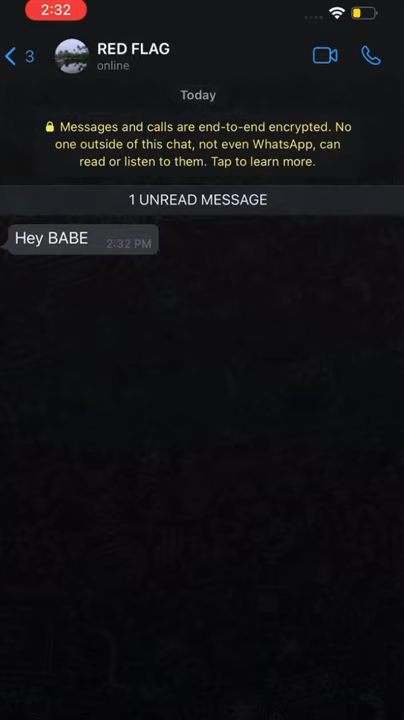 2:32
3
RED FLAG
online
Today
Messages and calls are end-to-end encrypted. No
one outside of this chat, not even WhatsApp, can
read or listen to them. Tap to learn more.
1 UNREAD MESSAGE
Hey BABE
2:32 PM